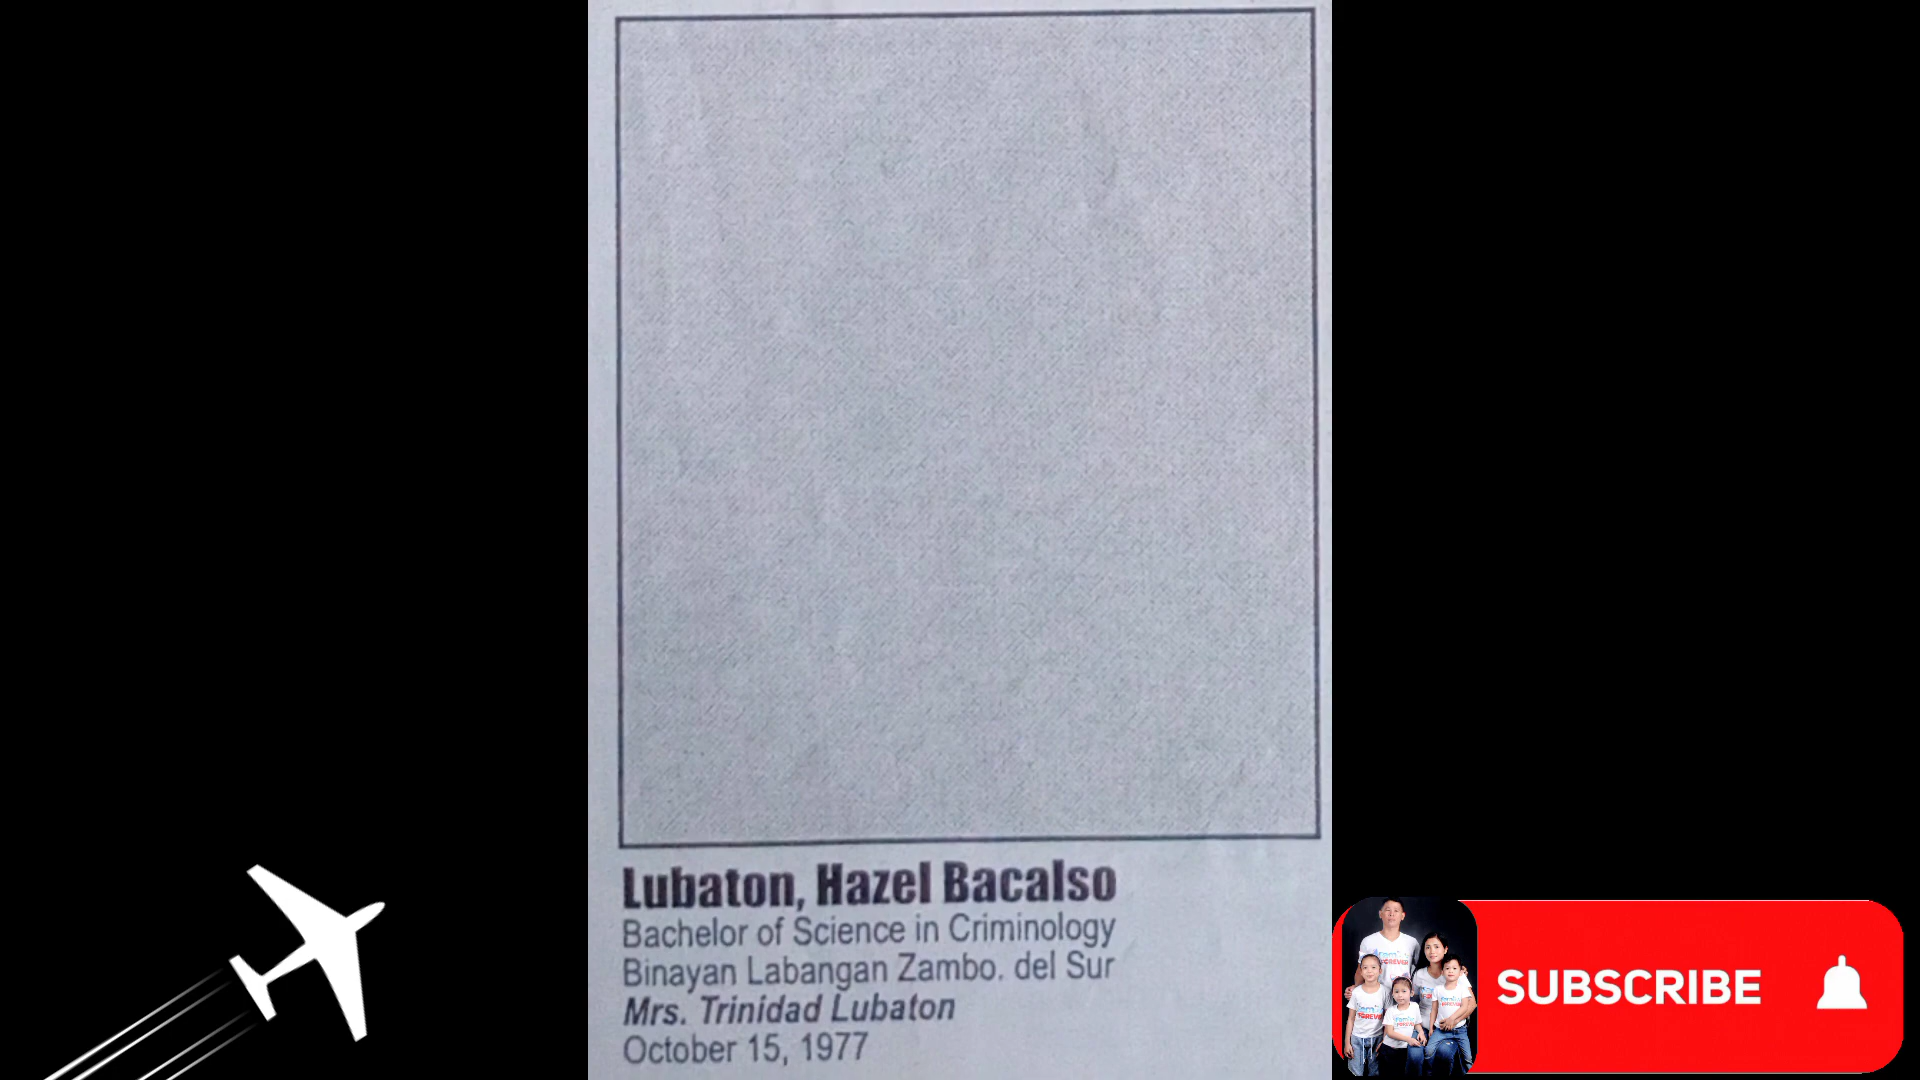 Lubaton, Hazel Bacalso
Bachelor of Science in Criminology
Binayan Labangan Zambo. del Sur
Mrs. Trinidad Lubaton
October 15, 1977
SUBSCRIBE